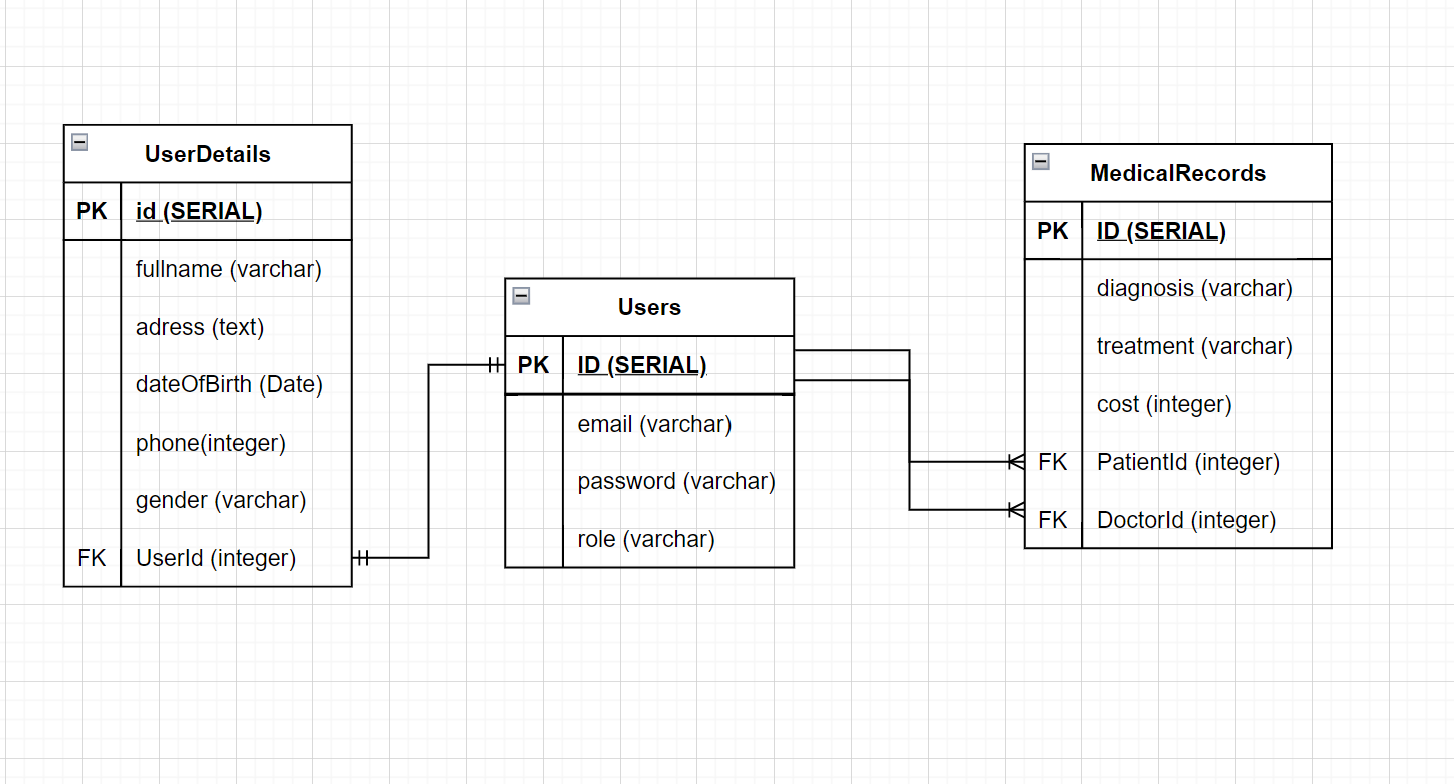 UserDetails
PK id (SERIAL)
fullname (varchar)
adress (text)
dateOfBirth (Date)
phone(integer)
gender (varchar)
FK UserId (integer)
Users
PK ID (SERIAL)
email (varchar)
password (varchar)
role (varchar)
MedicalRecords
PK ID (SERIAL)
diagnosis (varchar)
treatment (varchar)
cost (integer)
FK PatientId (integer)
FK DoctorId (integer)